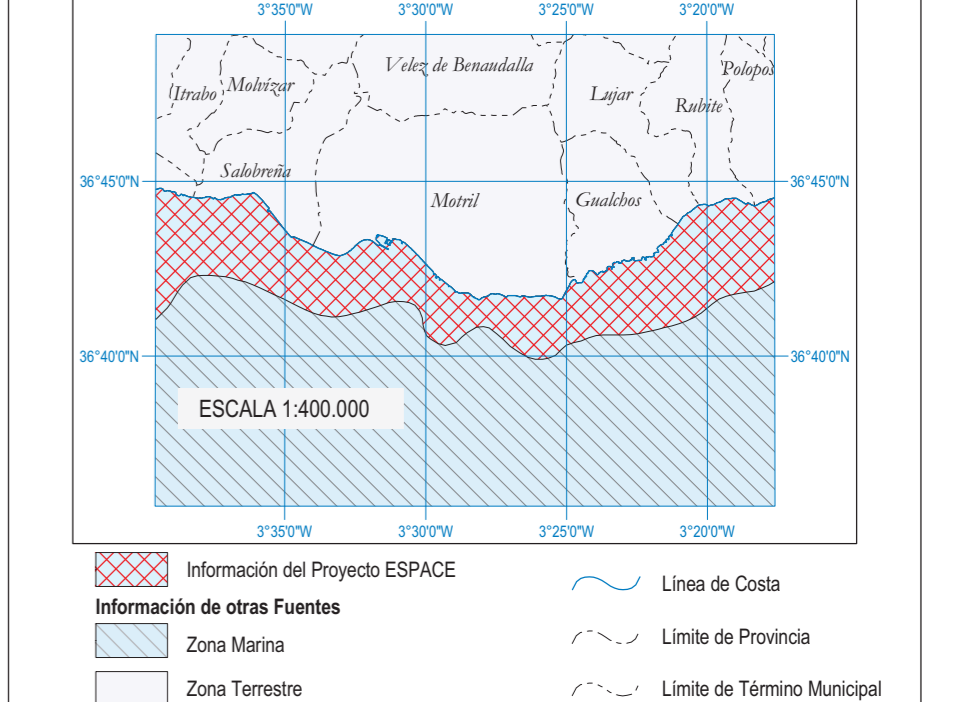 3°35'0"W 3°30'0"W 3°25'0"W 3°20'0"W
Velez de Benaudalla
Polopos
Itrabo
Molvízar
Lujar
Rubite
Salobreña
36°45'0"N 36°45'0"N
Motril
Gualchos
36°40'0"N 36°40'0"N
ESCALA 1:400.000
3°35'0"W 3°30'0"W 3°25'0"W 3°20'0"W
Información del Proyecto ESPACE
Línea de Costa
Información de otras Fuentes
Zona Marina
Límite de Provincia
Zona Terrestre
Límite de Término Municipal